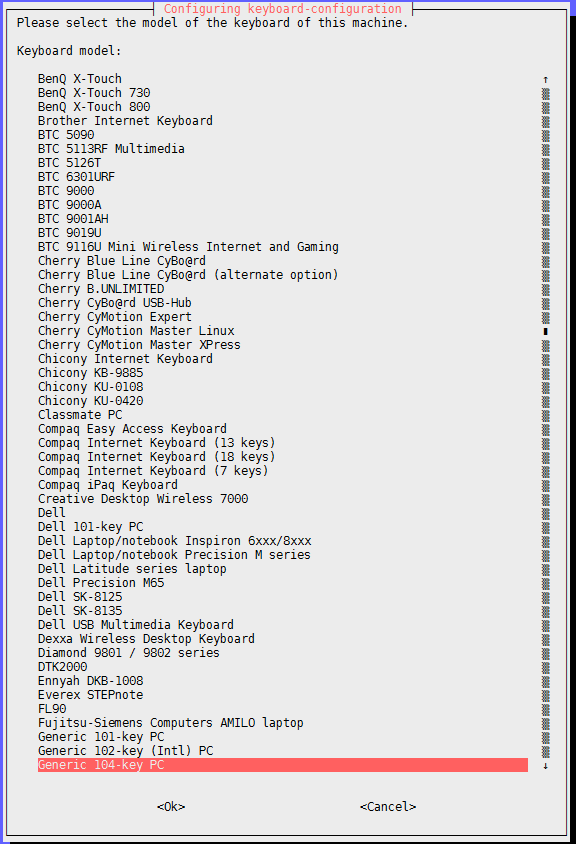 Configuring keyboard-configuration
Please select the model of the keyboard of this machine.
Keyboard model:
BenQ X-Touch
BenQ X-Touch 730
BenQ X-Touch 800
Brother Internet Keyboard
BTC 5090
BTC 5113RF Multimedia
BTC 5126T
BTC 6301URF
BTC 9000
BTC 9000A
BTC 9001AH
BTC 9019U
BTC 9116U Mini Wireless Internet and Gaming
Cherry Blue Line CyBo@rd
Cherry Blue Line CyBo@rd (alternate option)
Cherry B.UNLIMITED
Cherry CyBo@rd USB-Hub
Cherry CyMotion Expert
Cherry CyMotion Master Linux
Cherry CyMotion Master XPress
Chicony Internet Keyboard
Chicony KB-9885
Chicony KU-0108
Chicony KU-0420
Classmate PC
Compaq Easy Access Keyboard
Compaq Internet Keyboard (13 keys)
Compaq Internet Keyboard (18 keys)
Compaq Internet Keyboard (7 keys)
Compaq iPaq Keyboard
Creative Desktop Wireless 7000
Dell
Dell 101-key PC
Dell Laptop/notebook Inspiron 6xxx/8xxx
Dell Laptop/notebook Precision M series
Dell Latitude series laptop
Dell Precision M65
Dell SK-8125
Dell SK-8135
Dell USB Multimedia Keyboard
Dexxa Wireless Desktop Keyboard
Diamond 9801 / 9802 series
DTK2000
Ennyah DKB-1008
Everex STEPnote
FL90
Fujitsu-Siemens Computers AMILO laptop
Generic 101-key PC
Generic 102-key (Intl) PC
Generic 104-key PC
<Ok> <Cancel>